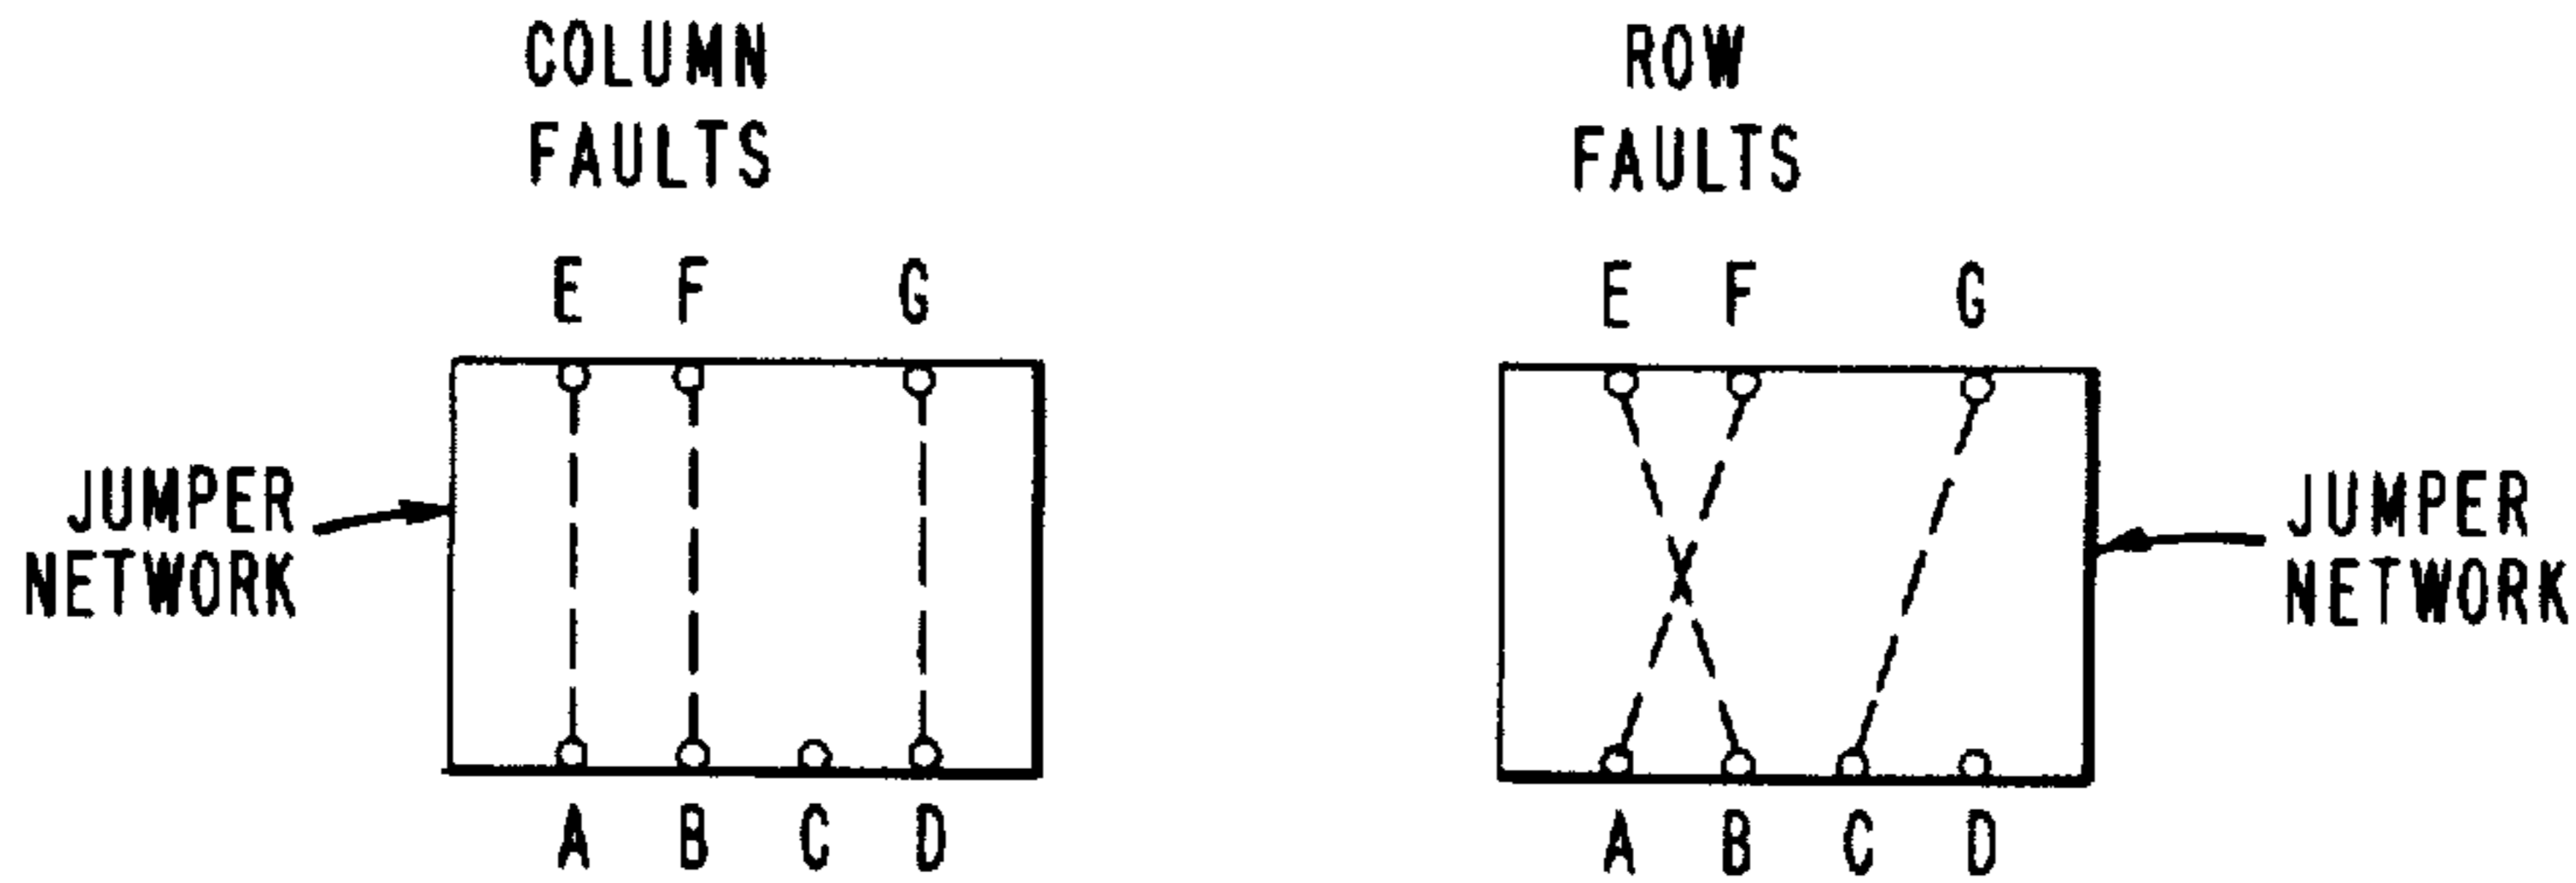 COLUMN
FAULTS
E F G
JUMPER
NETWORK
A B C D
ROW
FAULTS
E F G
JUMPER
NETWORK
A B C D